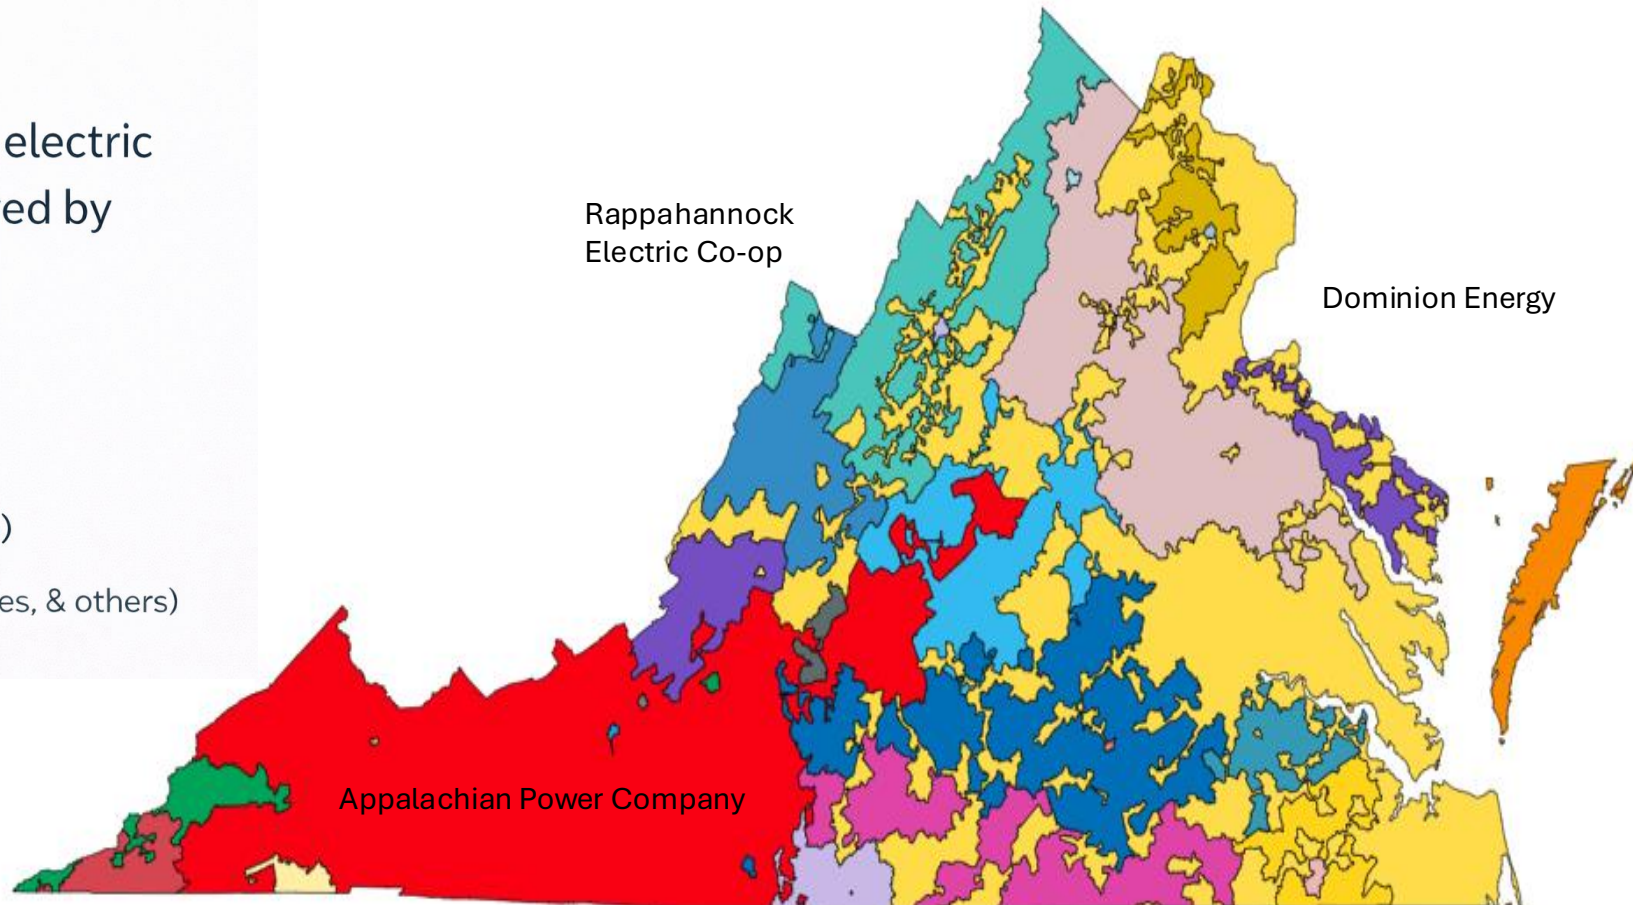 electric
ed by
)
es, & others)
Rappahannock
Electric Co-op
Dominion Energy
Appalachian Power Company